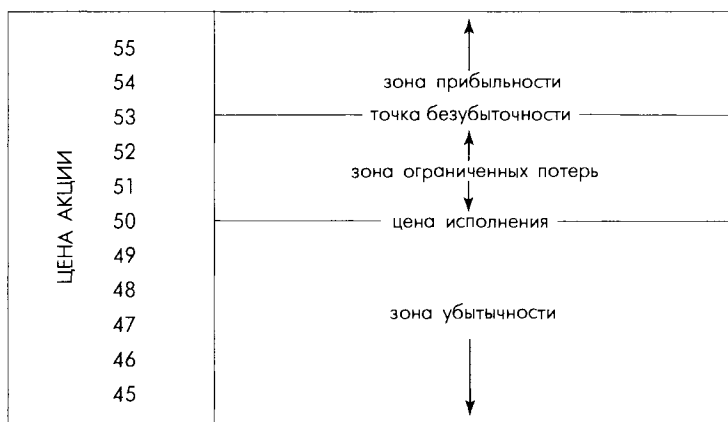 ЦЕНА АКЦИИ
55
54
зона прибыльности
53
точка безубыточности
52
51
зона ограниченных потерь
50
цена исполнения
49
48
47
зона убытычности
46
45